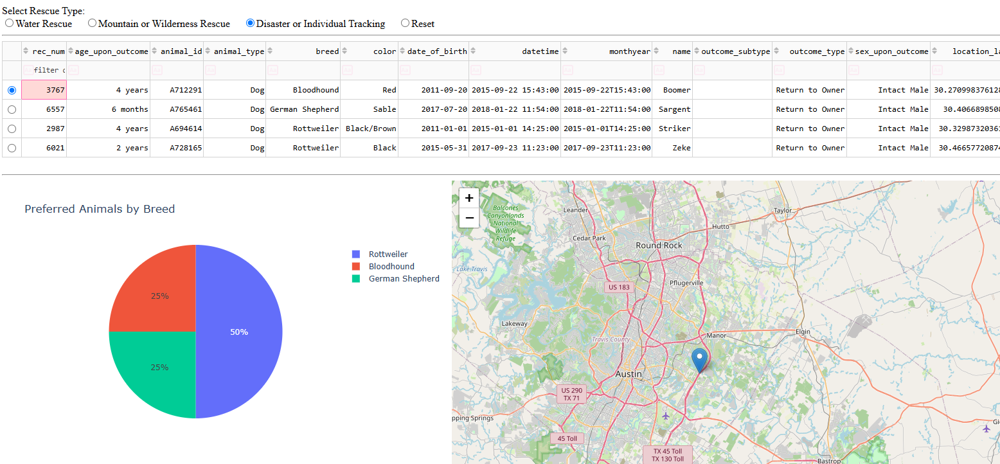 Select Rescue Type:
Water Rescue Mountain or Wilderness Rescue Disaster or Individual Tracking Reset
rec_num age_upon_outcome animal_id animal_type breed color date_of_birth datetime monthyear name outcome_subtype outcome_type sex_upon_outcome location_la
filter
3767 4 years A712291 Dog Bloodhound Red 2011-09-20 2015-09-22 15:43:00 2015-09-22T15:43:00 Boomer Return to Owner Intact Male 30.270998376128
6557 6 months A765461 Dog German Shepherd Sable 2017-07-20 2018-01-22 11:54:00 2018-01-22T11:54:00 Sargent Return to Owner Intact Male 30.4066898508
2987 4 years A694614 Dog Rottweiler Black/Brown 2011-01-01 2015-01-01 14:25:00 2015-01-01T14:25:00 Striker Return to Owner Intact Male 30.3298732036
6021 2 years A728165 Dog Rottweiler Black 2015-05-31 2017-09-23 11:23:00 2017-09-23T11:23:00 Zeke Return to Owner Intact Male 30.4665772087
Preferred Animals by Breed
25%
50%
25%
Rottweiler
Bloodhound
German Shepherd
+
−
Balcones
Canyonlands
National
Wildlife
Refuge
Leander
Taylor
Hutto
Cedar Park
Round Rock
Lake Travis
Pflugerville
US 183
Lakeway
Manor
Elgin
Travis County
Austin
US 290
TX 71
pping Springs
45 Toll
TX 45 Toll
TX 130 Toll
Bastrop